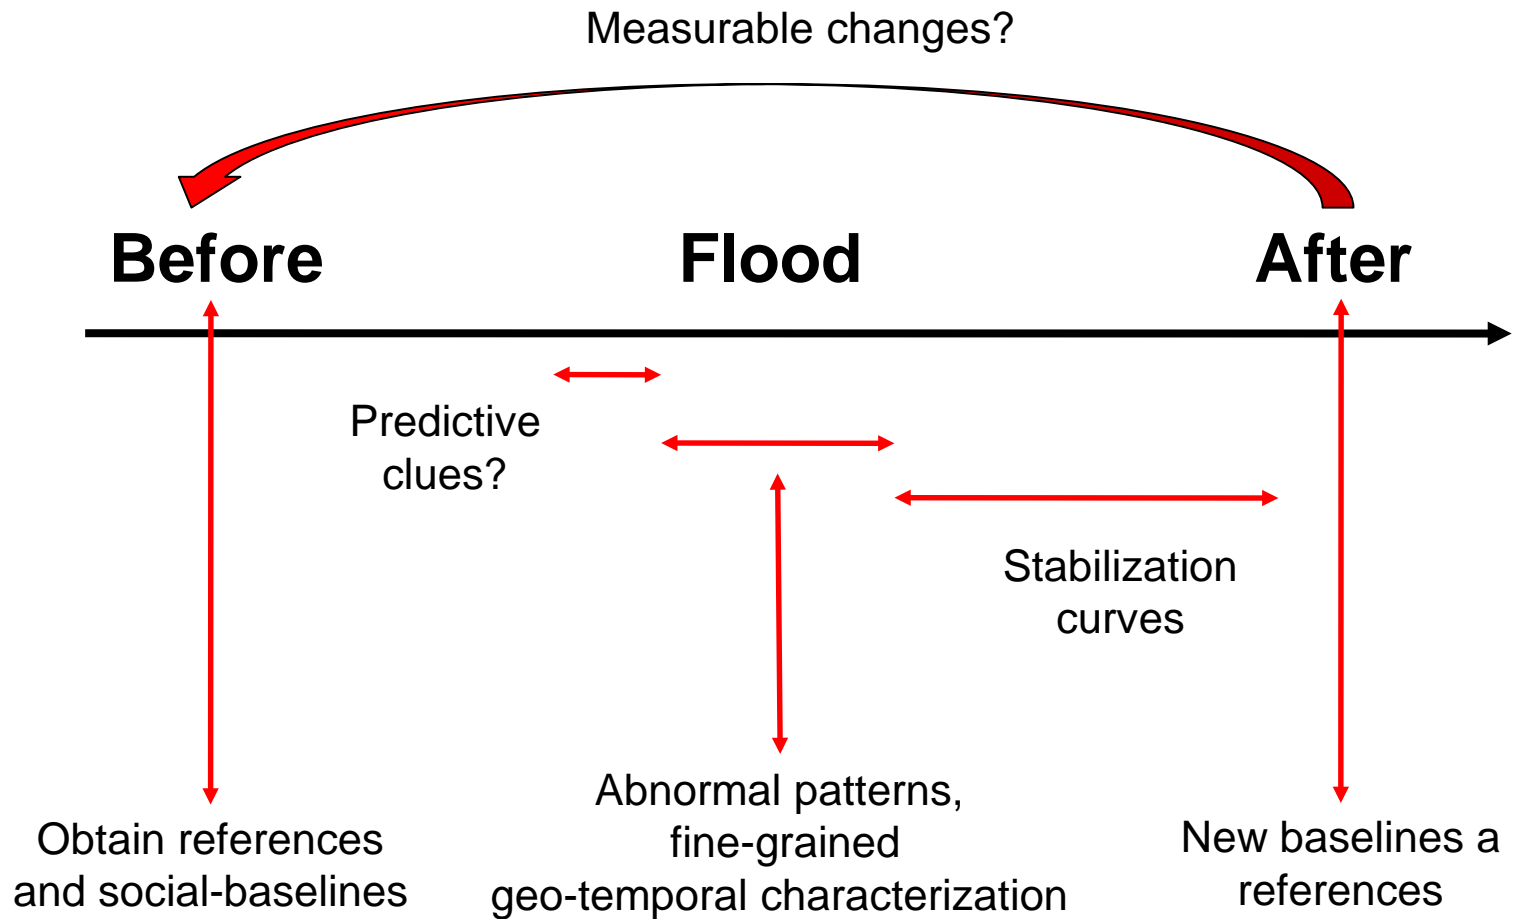 Measurable changes?
Before
Flood
After
Predictive
clues?
Stabilization
curves
Abnormal patterns,
fine-grained
geo-temporal characterization
Obtain references
and social-baselines
New baselines a
references